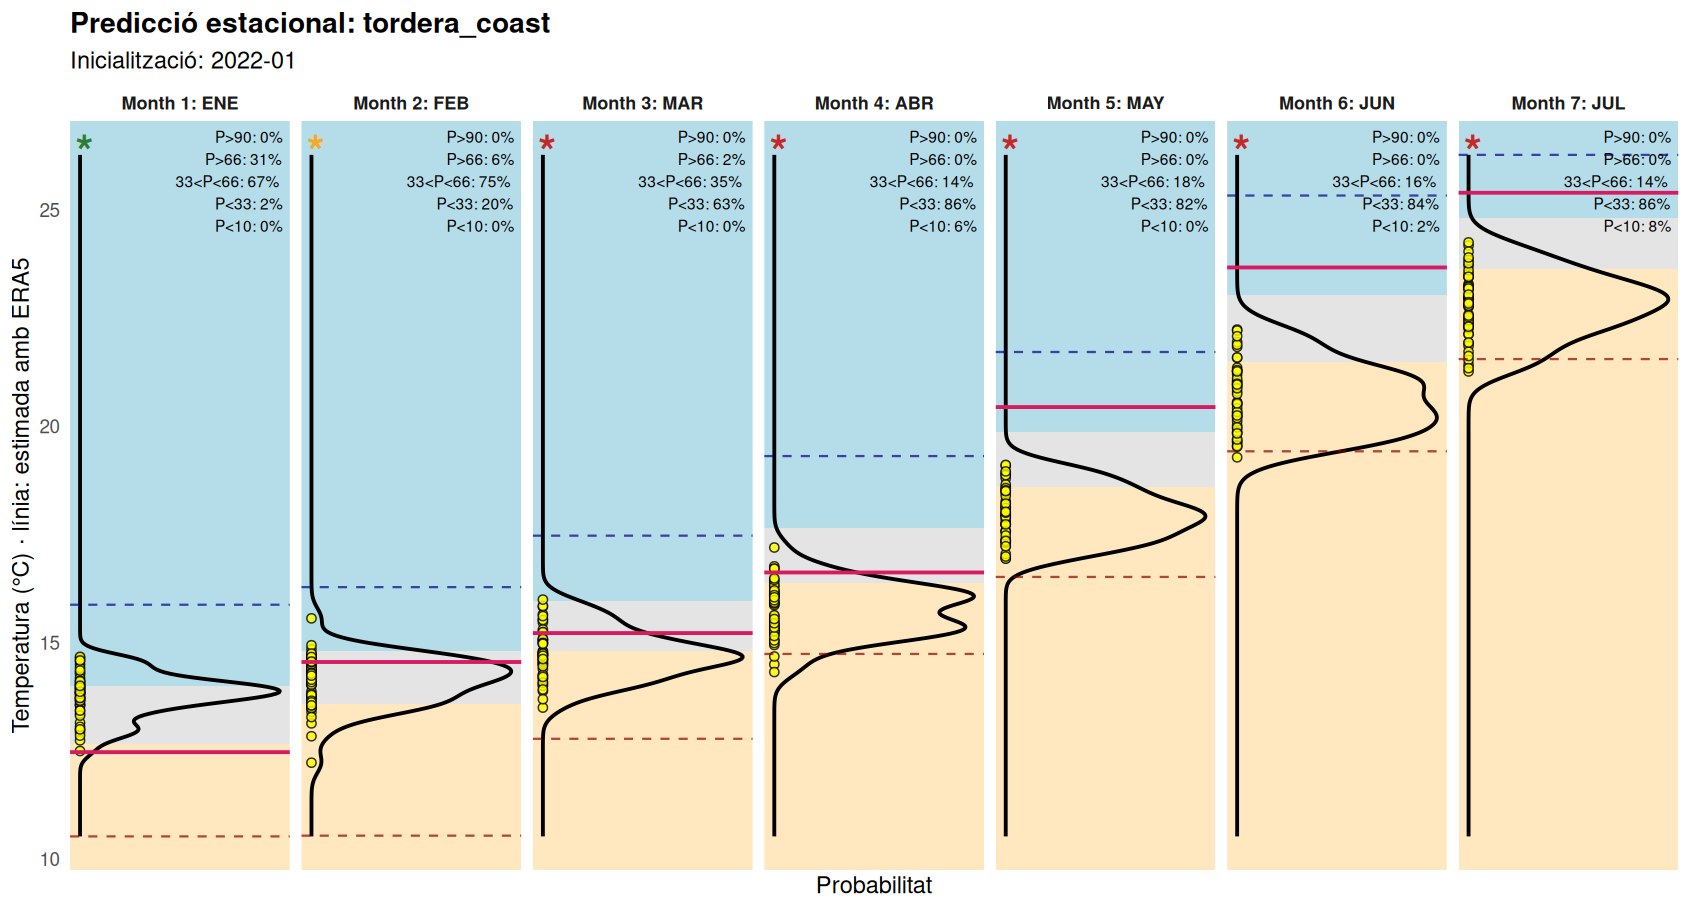 Predicció estacional: tordera_coast
Inicialització: 2022-01
Month 1: ENE
Month 2: FEB
Month 3: MAR
Month 4: ABR
Month 5: MAY
Month 6: JUN
Month 7: JUL
*
P>90: 0%
P>66: 31%
33<P<66: 67%
P<33: 2%
P<10: 0%
*
P>90: 0%
P>66: 6%
33<P<66: 75%
P<33: 20%
P<10: 0%
*
P>90: 0%
P>66: 2%
33<P<66: 35%
P<33: 63%
P<10: 0%
*
P>90: 0%
P>66: 0%
33<P<66: 14%
P<33: 86%
P<10: 6%
*
P>90: 0%
P>66: 0%
33<P<66: 18%
P<33: 82%
P<10: 0%
*
P>90: 0%
P>66: 0%
33<P<66: 16%
P<33: 84%
P<10: 2%
*
P>90: 0%
P>66: 0%
33<P<66: 14%
P<33: 86%
P<10: 8%
25
20
15
10
Temperatura (°C) · línia: estimada amb ERA5
Probabilitat